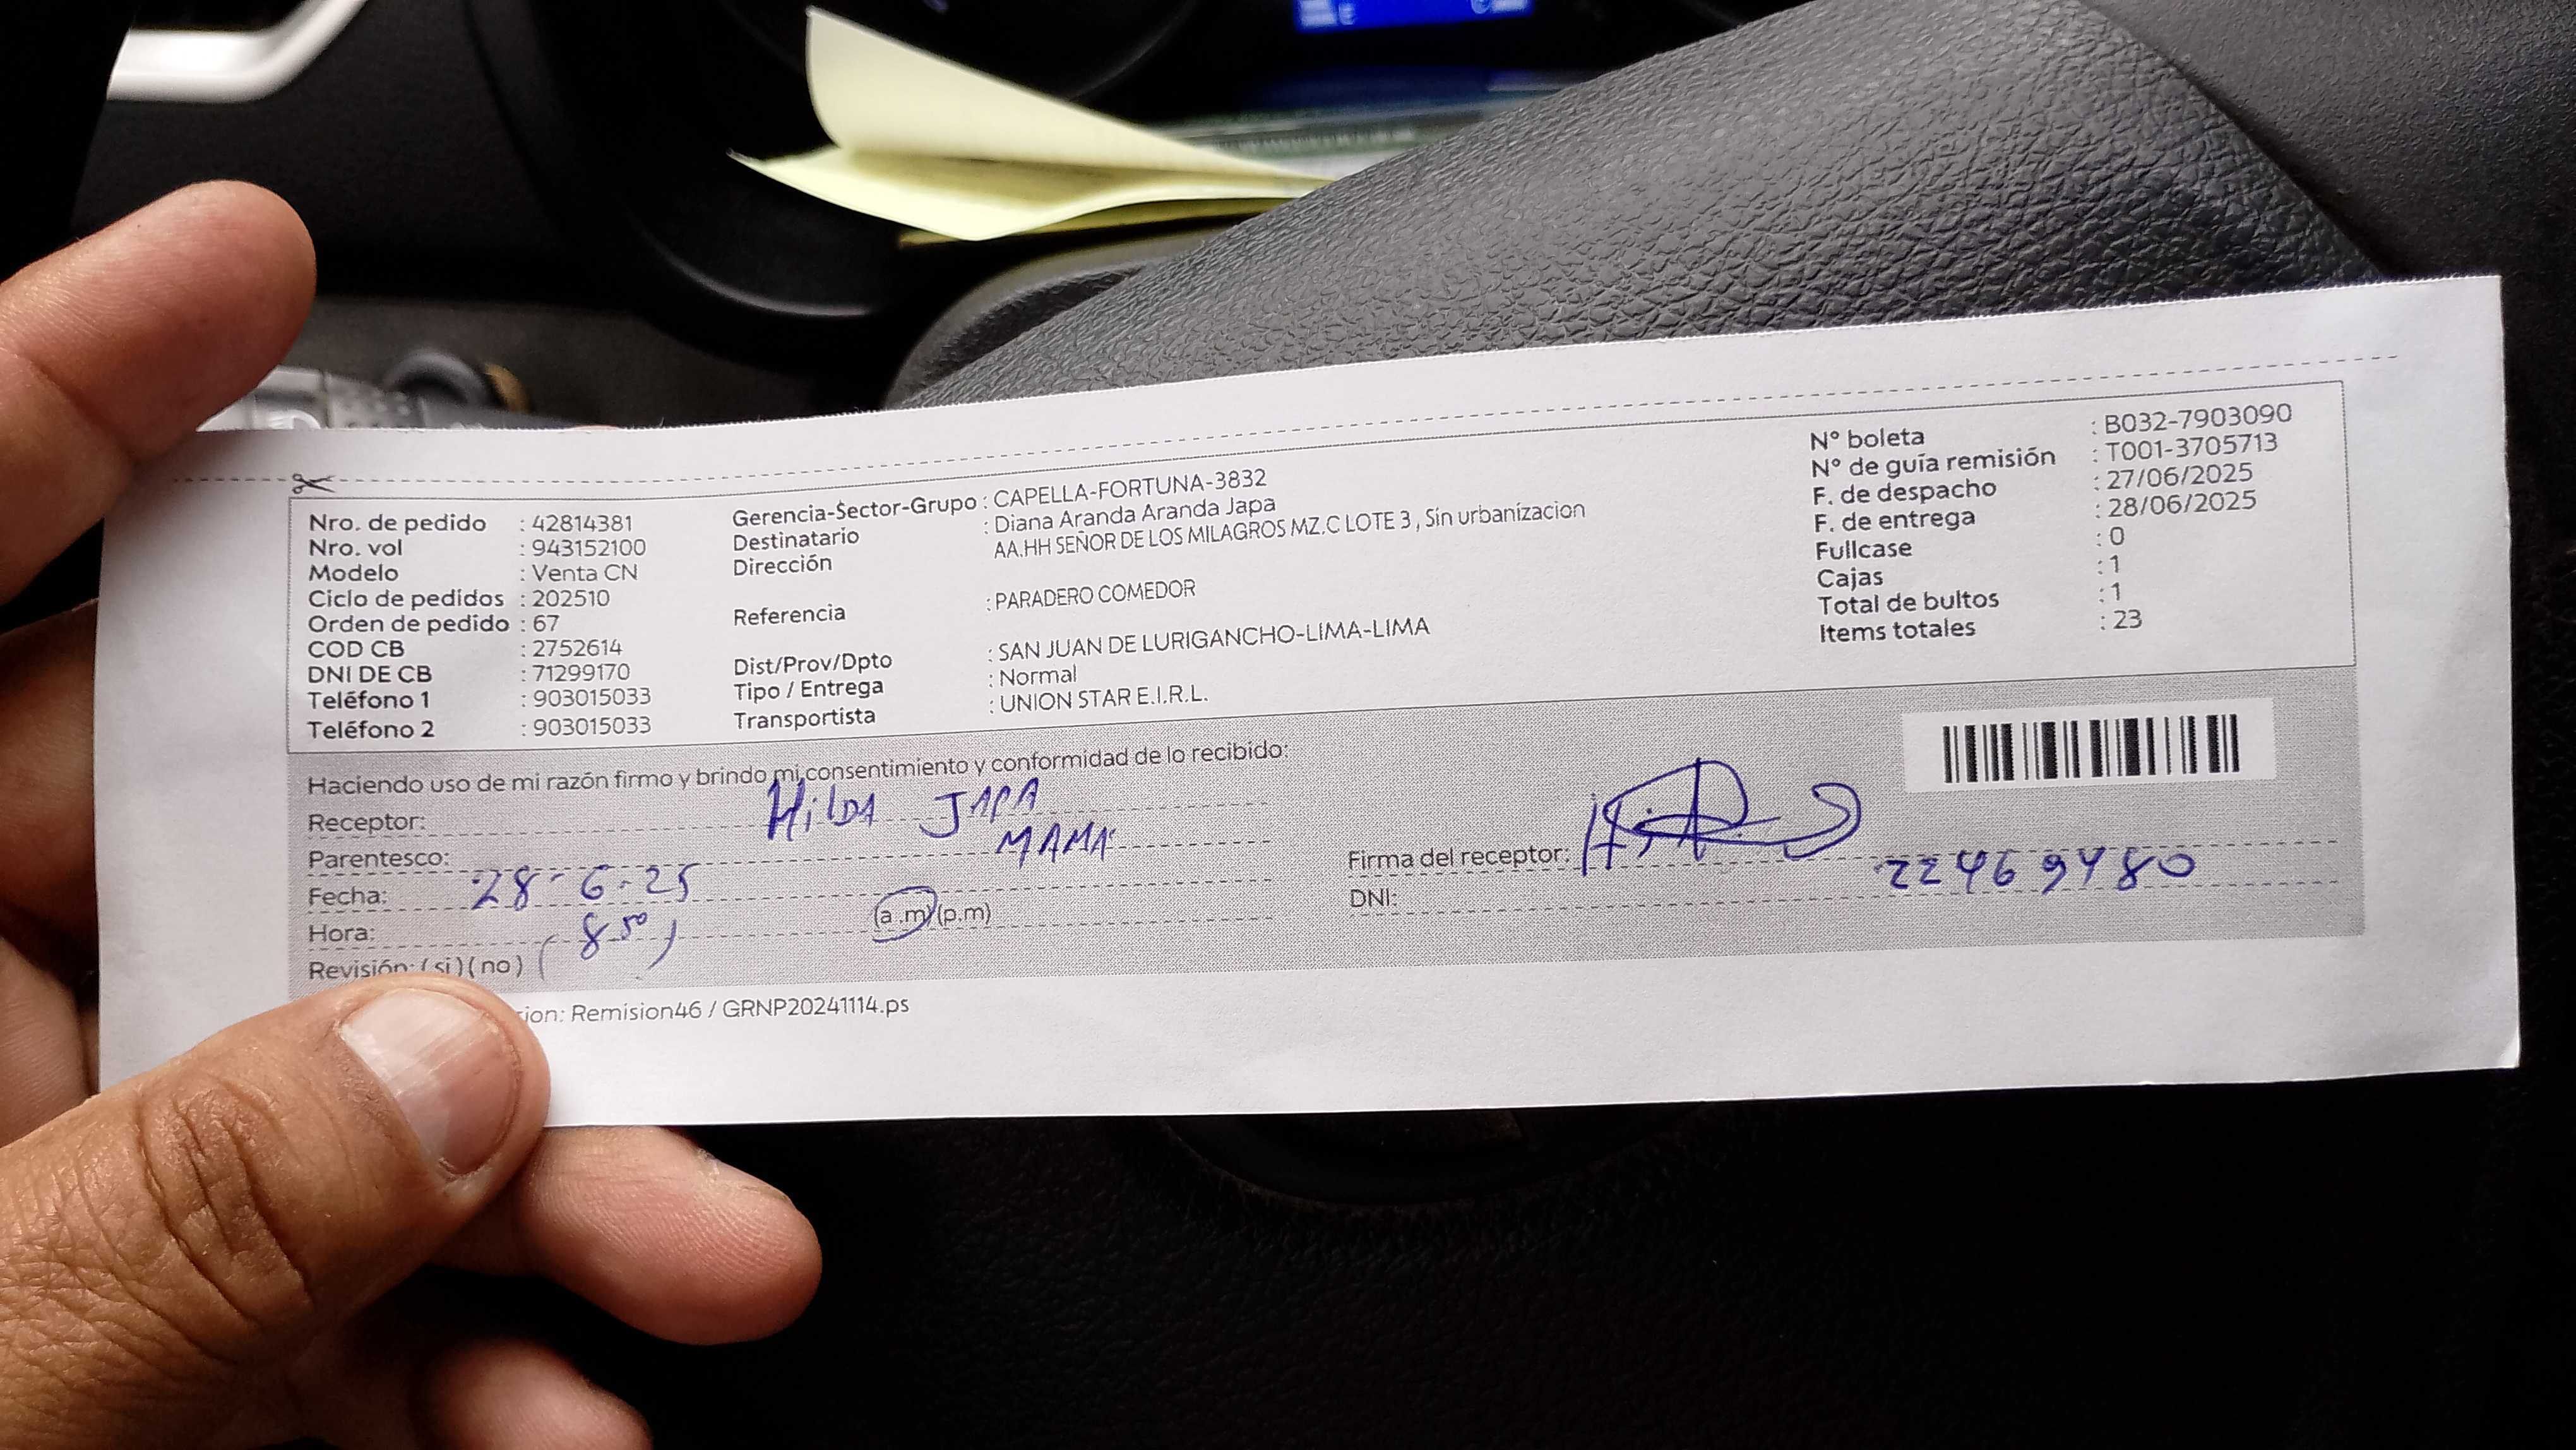 Nro. de pedido : 42814381
Nro. vol : 943152100
Modelo : Venta CN
Ciclo de pedidos : 202510
Orden de pedido : 67
COD CB : 2752614
DNI DE CB : 71299170
Teléfono 1 : 903015033
Teléfono 2 : 903015033
Gerencia-Sector-Grupo : CAPELLA-FORTUNA-3832
Destinatario : Diana Aranda Aranda Japa
Dirección AA.HH SEÑOR DE LOS MILAGROS MZ.C LOTE 3 , Sin urbanizacion
Referencia : PARADERO COMEDOR
Dist/Prov/Dpto : SAN JUAN DE LURIGANCHO-LIMA-LIMA
Tipo / Entrega : Normal
Transportista : UNION STAR E.I.R.L.
N° boleta : B032-7903090
N° de guía remisión : T001-3705713
F. de despacho : 27/06/2025
F. de entrega : 28/06/2025
Fullcase : 0
Cajas : 1
Total de bultos : 1
Items totales : 23
Haciendo uso de mi razón firmo y brindo mi consentimiento y conformidad de lo recibido:
Receptor: HilDA JAPA
Parentesco: MAMA
Fecha: 28-6-25
Hora: (8 50) (a.m) (p.m)
Revisión: (si) (no)
Firma del receptor:
DNI: 22469480
cion: Remision46 / GRNP20241114.ps